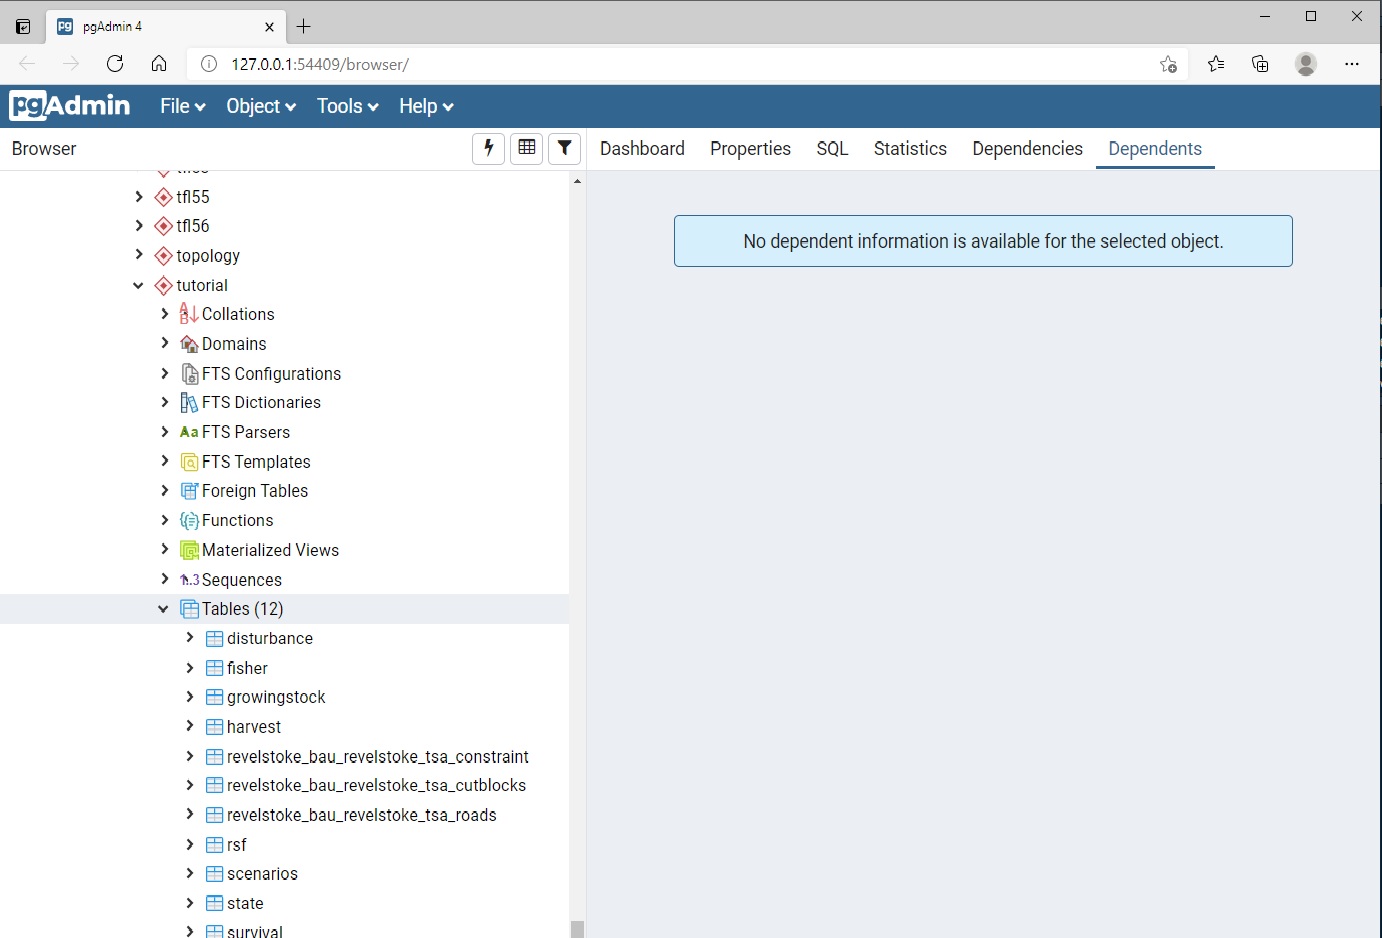 pgAdmin 4
127.0.0.1:54409/browser/
pgAdmin File Object Tools Help
Browser
Dashboard Properties SQL Statistics Dependencies Dependents
tfl55
tfl56
topology
tutorial
Collations
Domains
FTS Configurations
FTS Dictionaries
Aa FTS Parsers
FTS Templates
Foreign Tables
Functions
Materialized Views
1..3 Sequences
Tables (12)
disturbance
fisher
growingstock
harvest
revelstoke_bau_revelstoke_tsa_constraint
revelstoke_bau_revelstoke_tsa_cutblocks
revelstoke_bau_revelstoke_tsa_roads
rsf
scenarios
state
survival
No dependent information is available for the selected object.